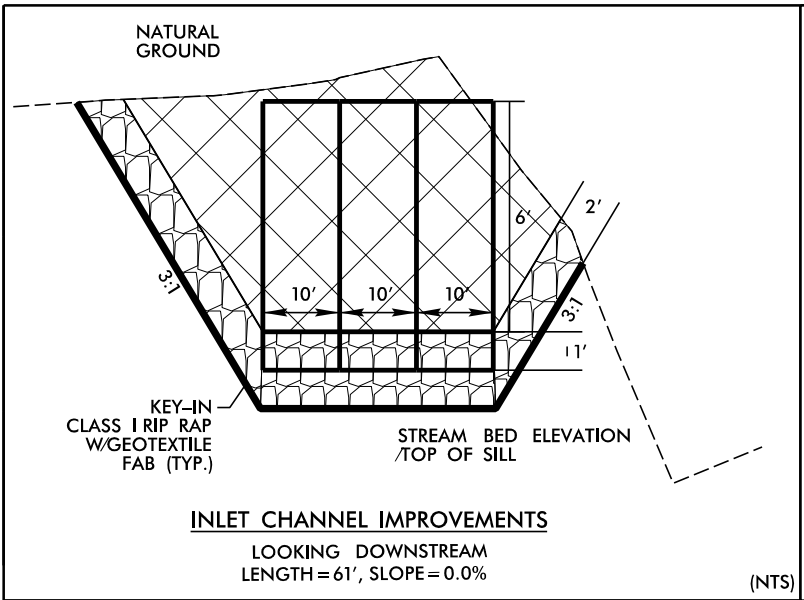 NATURAL
GROUND
6'
2'
3:1
10'
10'
10'
3:1
1'
KEY-IN
CLASS I RIP RAP
W/GEOTEXTILE
FAB (TYP.)
STREAM BED ELEVATION
/TOP OF SILL
INLET CHANNEL IMPROVEMENTS
LOOKING DOWNSTREAM
LENGTH=61', SLOPE=0.0%
(NTS)